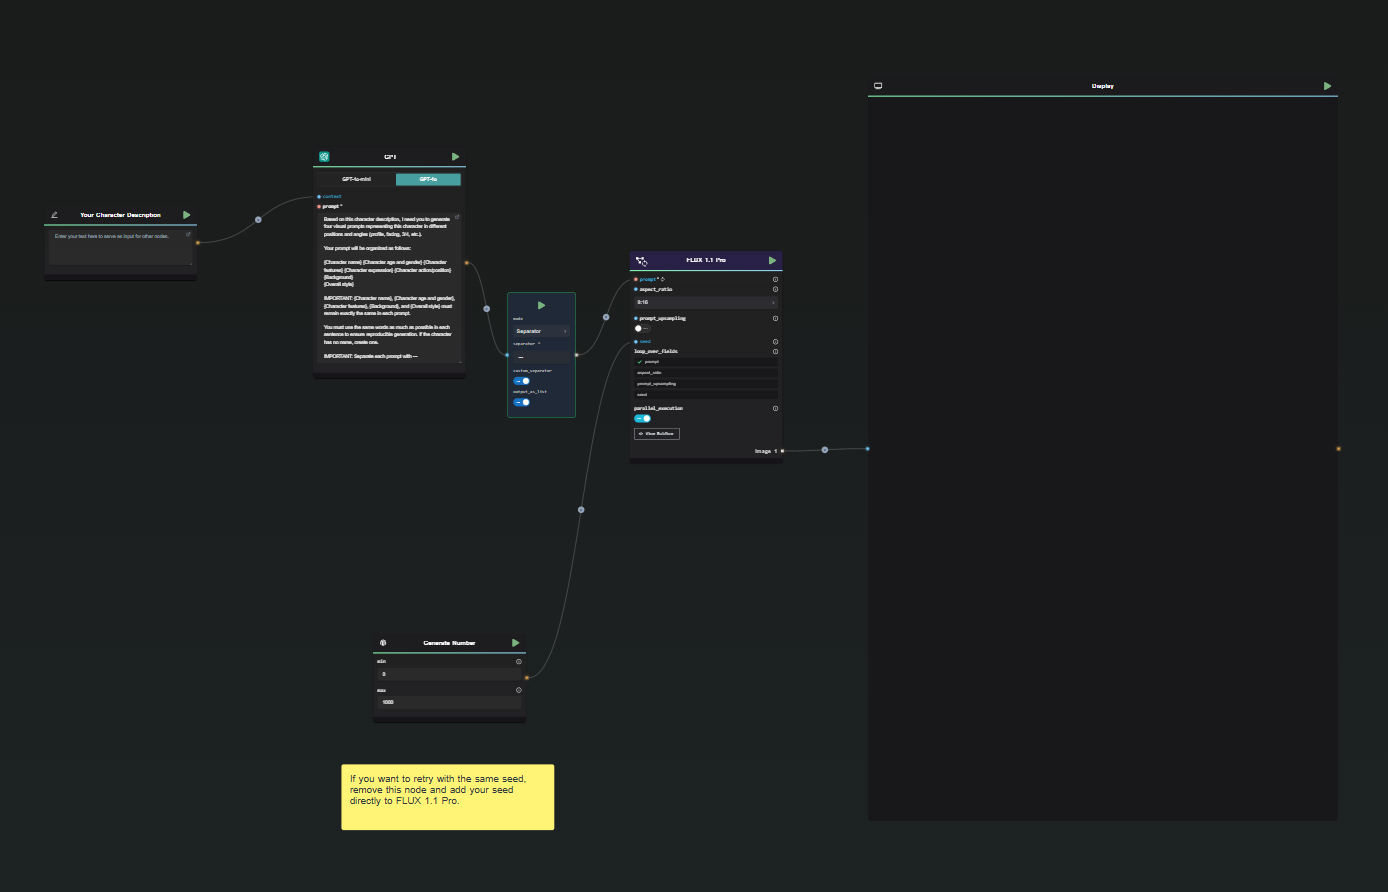 Display
GPT
GPT-4o-mini
GPT-4o
context
prompt *
Based on this character description, I need you to generate
four visual prompts representing this character in different
positions and angles (profile, facing, 3/4, etc.).
Your prompt will be organized as follows:
{Character name} {Character age and gender} {Character
features} {Character expression} {Character action/position}
{Background}
{Overall style}
IMPORTANT: {Character name}, {Character age and gender},
{Character features}, {Background}, and {Overall style} must
remain exactly the same in each prompt.
You must use the same words as much as possible in each
sentence to ensure reproducible generation. If the character
has no name, create one.
IMPORTANT: Separate each prompt with ---
Your Character Description
Enter your text here to serve as input for other nodes.
mode
Separator
separator *
---
custom_separator
output_as_list
FLUX 1.1 Pro
prompt *
aspect_ratio
9:16
prompt_upsampling
seed
loop_over_fields
prompt
aspect_ratio
prompt_upsampling
seed
parallel_execution
View Workflow
Image 1
Generate Number
min
0
max
1000
If you want to retry with the same seed,
remove this node and add your seed
directly to FLUX 1.1 Pro.